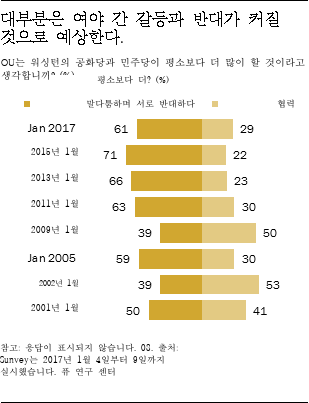 대부분은 여야 간 갈등과 반대가 커질
것으로 예상한다.
OU는 워싱턴의 공화당과 민주당이 평소보다 더 많이 할 것이라고
생각합니까
평소보다 더? (%)
말다툼하며 서로 반대하다 협력
Jan 2017 61 29
2015년 1월 71 22
2013년 1월 66 23
2011년 1월 63 30
2009년 1월 39 50
Jan 2005 59 30
2002년 1월 39 53
2001년 1월 50 41
참고: 응답이 표시되지 않습니다. 03. 출처:
Sunvey는 2017년 1월 4일부터 9일까지
실시했습니다. 퓨 연구 센터